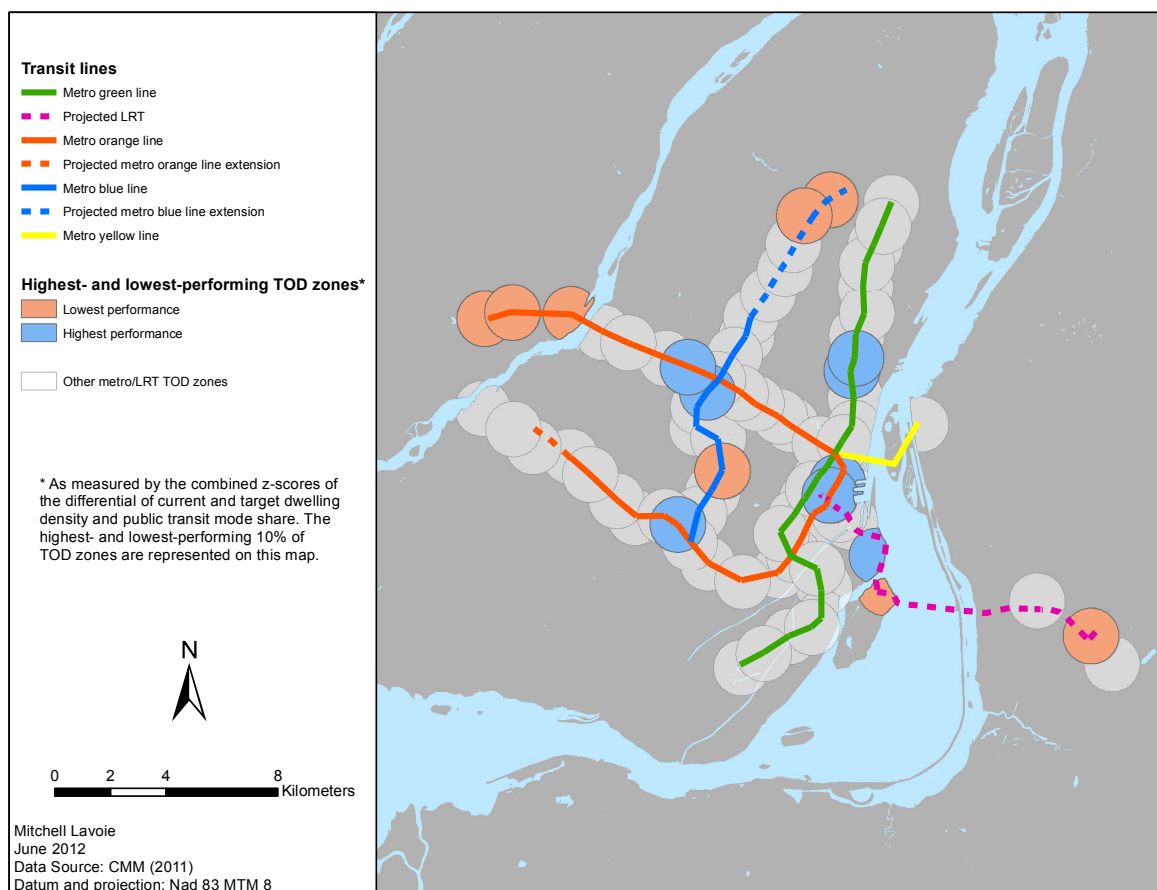 Transit lines
Metro green line
Projected LRT
Metro orange line
Projected metro orange line extension
Metro blue line
Projected metro blue line extension
Metro yellow line
Highest- and lowest-performing TOD zones*
Lowest performance
Highest performance
Other metro/LRT TOD zones
* As measured by the combined z-scores of
the differential of current and target dwelling
density and public transit mode share. The
highest- and lowest-performing 10% of
TOD zones are represented on this map.
N
0 2 4 8
Kilometers
Mitchell Lavoie
June 2012
Data Source: CMM (2011)
Datum and projection: Nad 83 MTM 8